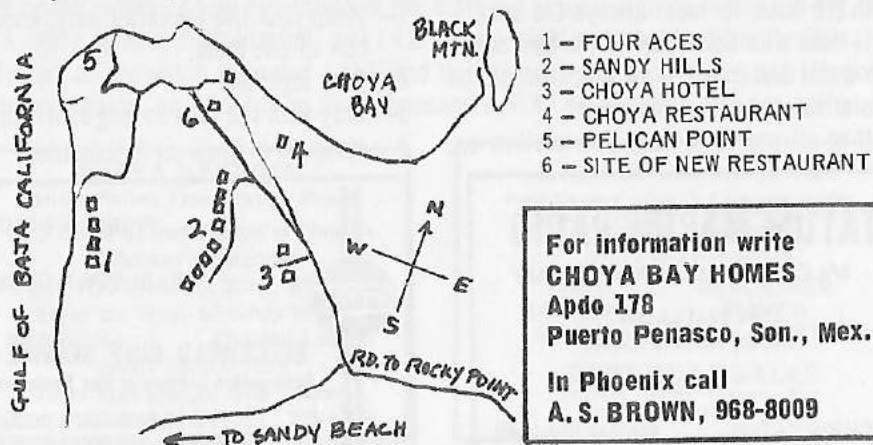 GULF OF BAJA CALIFORNIA
5
6
4
1
2
3
CHOYA
BAY
BLACK
MTN.
N
W
E
S
RD. TO ROCKY POINT
← TO SANDY BEACH
1 – FOUR ACES
2 – SANDY HILLS
3 – CHOYA HOTEL
4 – CHOYA RESTAURANT
5 – PELICAN POINT
6 – SITE OF NEW RESTAURANT
For information write
CHOYA BAY HOMES
Apdo 178
Puerto Penasco, Son., Mex.
In Phoenix call
A. S. BROWN, 968-8009